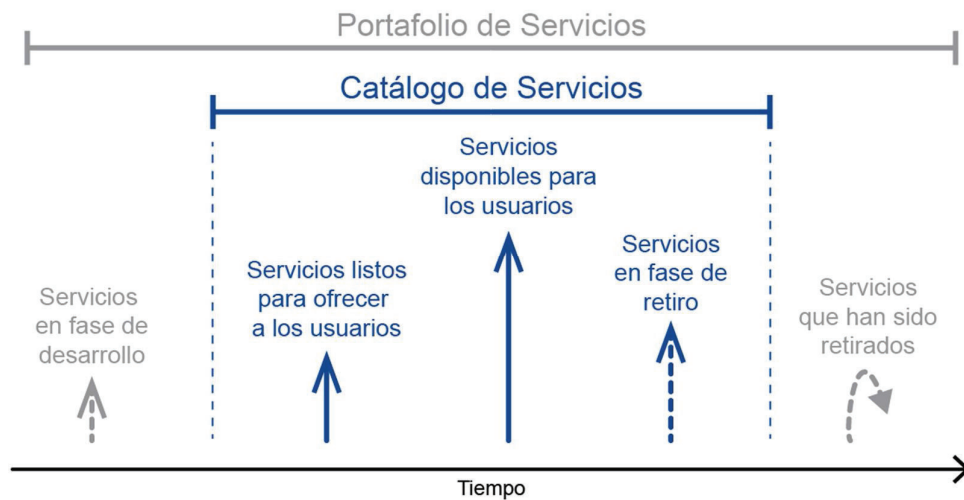 Portafolio de Servicios
Catálogo de Servicios
Servicios
en fase de
desarrollo
Servicios listos
para ofrecer
a los usuarios
Servicios
disponibles para
los usuarios
Servicios
en fase de
retiro
Servicios
que han sido
retirados
Tiempo